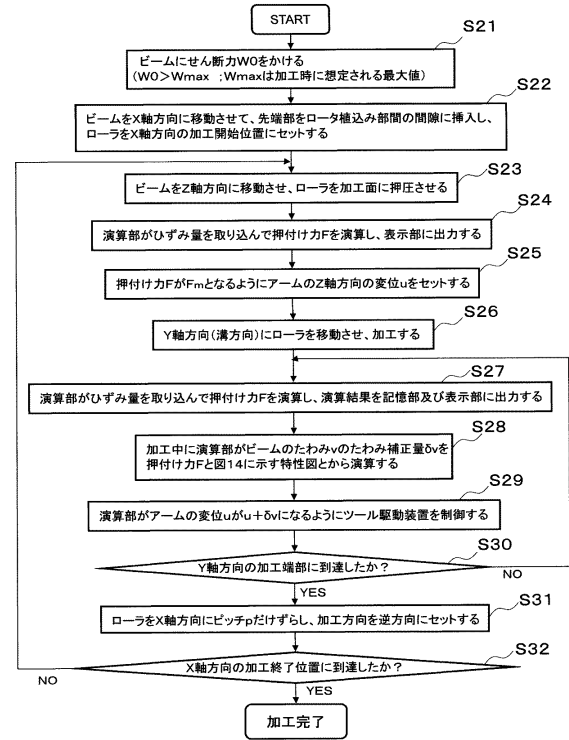 START
S21
ビームにせん断力W0をかける
(W0＞Wmax ；Wmaxは加工時に想定される最大値)
S22
ビームをX軸方向に移動させて、先端部をロータ植込み部間の間隙に挿入し、
ローラをX軸方向の加工開始位置にセットする
S23
ビームをZ軸方向に移動させ、ローラを加工面に押圧させる
S24
演算部がひずみ量を取り込んで押付け力Fを演算し、表示部に出力する
S25
押付け力FがFmとなるようにアームのZ軸方向の変位uをセットする
S26
Y軸方向(溝方向)にローラを移動させ、加工する
S27
演算部がひずみ量を取り込んで押付け力Fを演算し、演算結果を記憶部及び表示部に出力する
S28
加工中に演算部がビームのたわみvのたわみ補正量δvを
押付け力Fと図14に示す特性図とから演算する
S29
演算部がアームの変位uがu＋δvになるようにツール駆動装置を制御する
S30
Y軸方向の加工端部に到達したか？
NO
YES
S31
ローラをX軸方向にピッチpだけずらし、加工方向を逆方向にセットする
S32
X軸方向の加工終了位置に到達したか？
NO
YES
加工完了